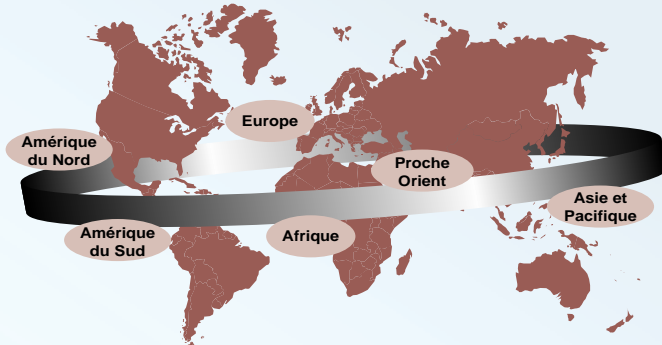 Europe
Amérique
du Nord
Proche
Orient
Asie et
Pacifique
Amérique
du Sud
Afrique